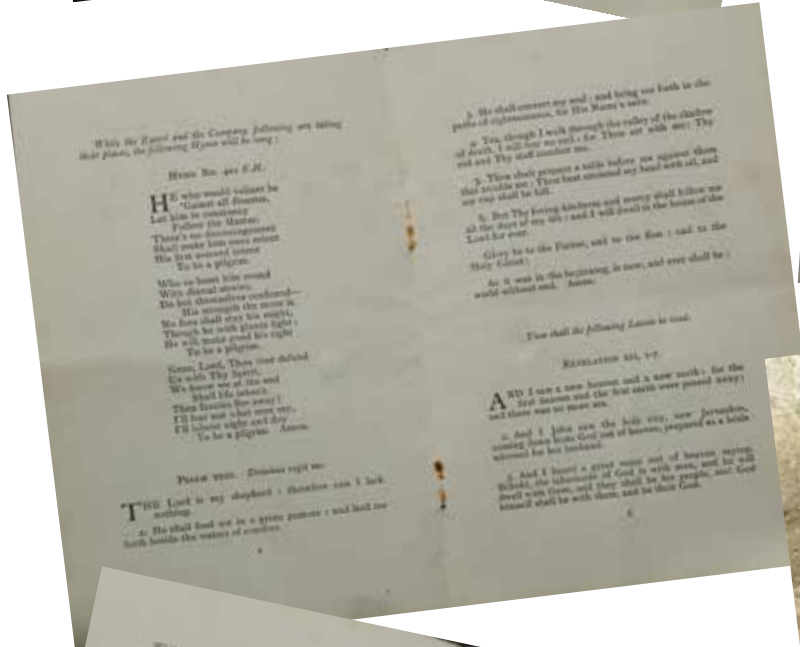 While the Guard and the Company following are taking
their places, the following Hymn will be sung:
HYMN No. 402 E.H.
HE who would valiant be
'Gainst all disaster,
Let him in constancy
Follow the Master.
There's no discouragement
Shall make him once relent
His first avowed intent
To be a pilgrim.
Who so beset him round
With dismal stories,
Do but themselves confound—
His strength the more is.
No foes shall stay his might,
Though he with giants fight:
He will make good his right
To be a pilgrim.
Since, Lord, Thou dost defend
Us with Thy Spirit,
We know we at the end
Shall life inherit.
Then fancies flee away!
I'll fear not what men say,
I'll labour night and day
To be a pilgrim. Amen.
PSALM XXIII. Dominus regit me.
THE Lord is my shepherd: therefore can I lack
nothing.
2. He shall feed me in a green pasture: and lead me
forth beside the waters of comfort.
3. He shall convert my soul: and bring me forth in the
paths of righteousness, for His Name's sake.
4. Yea, though I walk through the valley of the shadow
of death, I will fear no evil: for Thou art with me; Thy
rod and Thy staff comfort me.
5. Thou shalt prepare a table before me against them
that trouble me: Thou hast anointed my head with oil, and
my cup shall be full.
6. But Thy loving-kindness and mercy shall follow me
all the days of my life: and I will dwell in the house of the
Lord for ever.
Glory be to the Father, and to the Son: and to the
Holy Ghost:
As it was in the beginning, is now, and ever shall be:
world without end. Amen.
Then shall the following Lesson be read.
REVELATION XXI, 1-7.
AND I saw a new heaven and a new earth: for the
first heaven and the first earth were passed away;
and there was no more sea.
2. And I John saw the holy city, new Jerusalem,
coming down from God out of heaven, prepared as a bride
adorned for her husband.
3. And I heard a great voice out of heaven saying,
Behold, the tabernacle of God is with men, and he will
dwell with them, and they shall be his people, and God
himself shall be with them, and be their God.